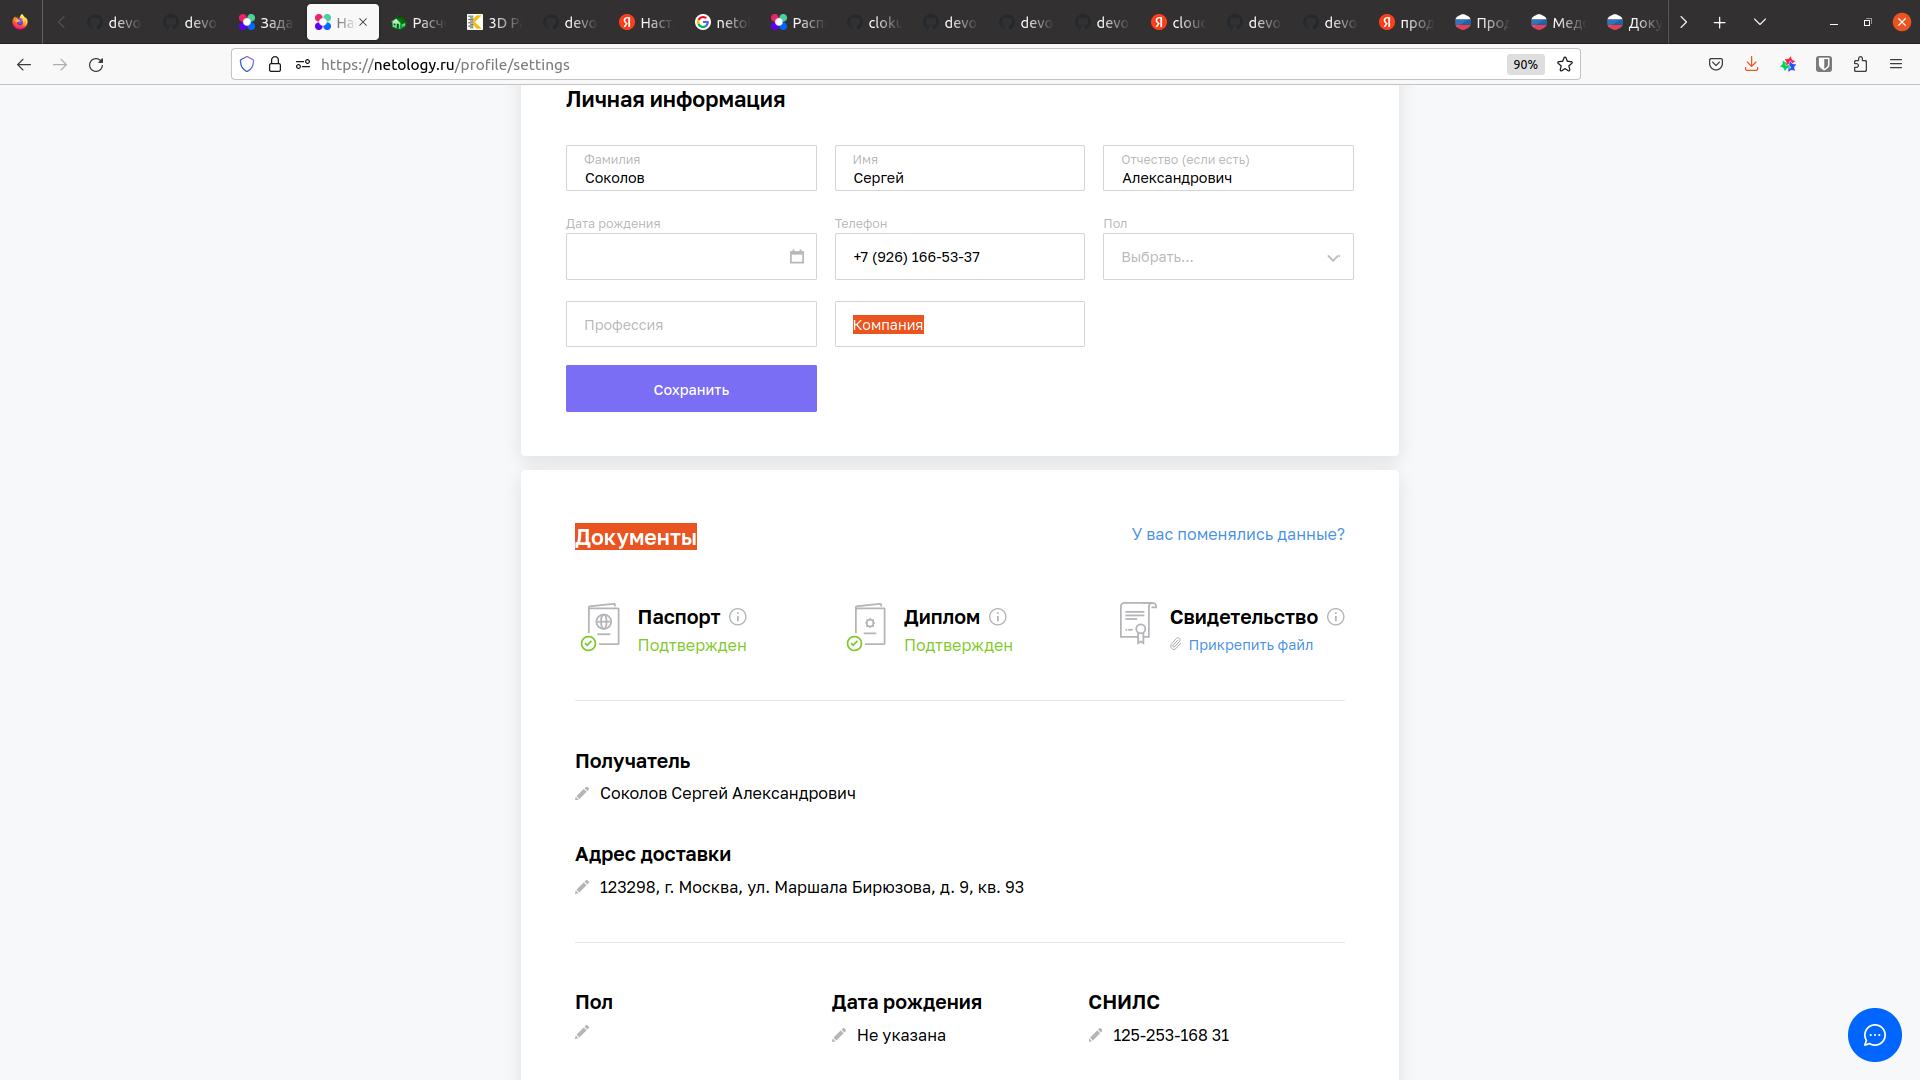 devo
devo
Зада
На
Расч
3D Р
devo
Наст
neto
Расп
cloku
devo
devo
devo
clou
devo
devo
прод
Прод
Мед
Доку
https://netology.ru/profile/settings
90%
Личная информация
Фамилия
Соколов
Имя
Сергей
Отчество (если есть)
Александрович
Дата рождения
Телефон
+7 (926) 166-53-37
Пол
Выбрать...
Профессия
Компания
Сохранить
Документы
У вас поменялись данные?
Паспорт
Подтвержден
Диплом
Подтвержден
Свидетельство
Прикрепить файл
Получатель
Соколов Сергей Александрович
Адрес доставки
123298, г. Москва, ул. Маршала Бирюзова, д. 9, кв. 93
Пол
Дата рождения
Не указана
СНИЛС
125-253-168 31